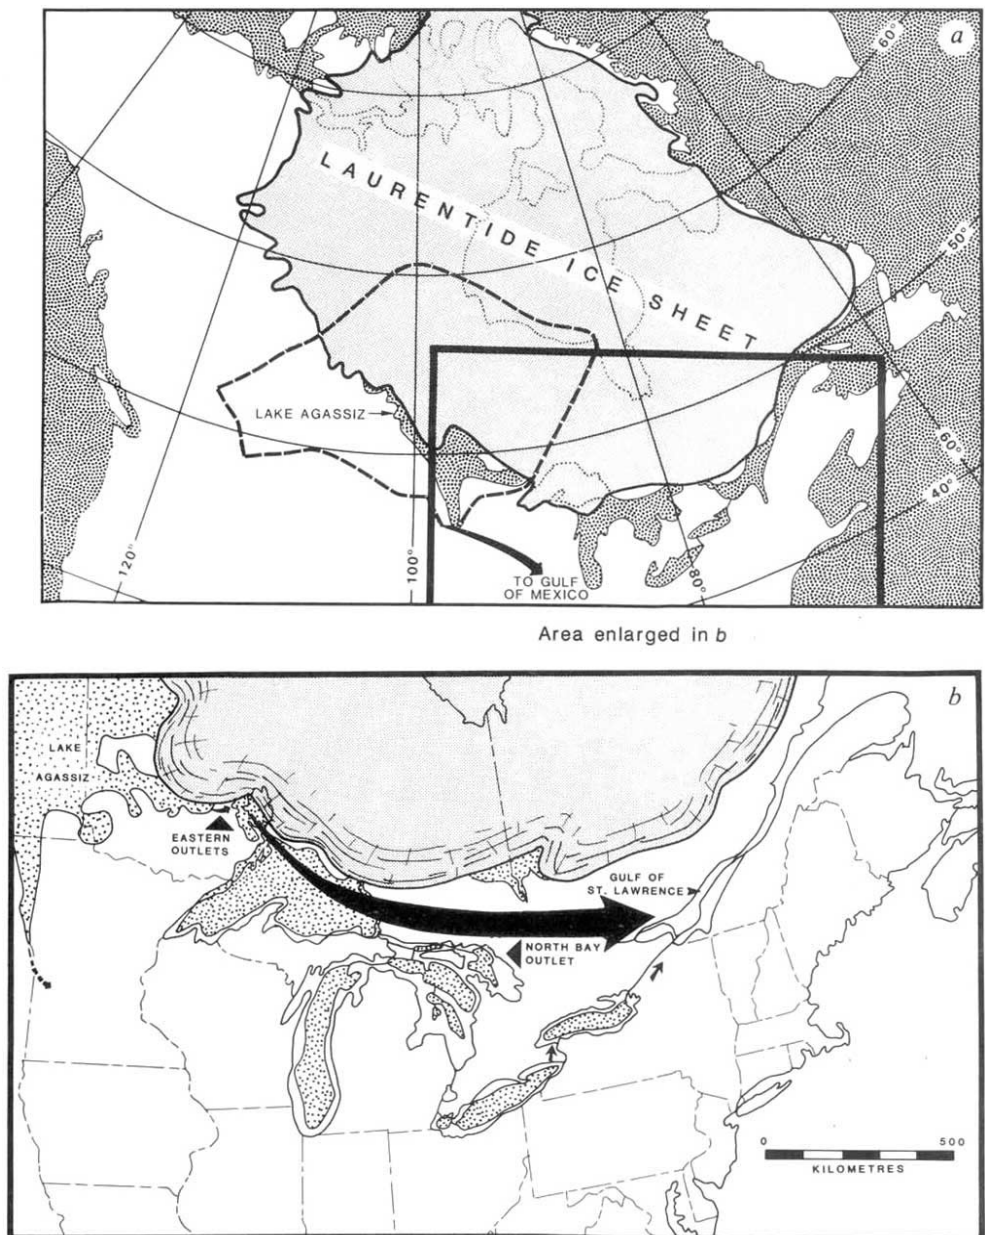 a
60°
LAURENTIDE ICE SHEET
50°
LAKE AGASSIZ
60°
40°
120°
100°
80°
TO GULF
OF MEXICO
Area enlarged in b
b
LAKE
AGASSIZ
EASTERN
OUTLETS
GULF OF
ST. LAWRENCE
NORTH BAY
OUTLET
0 500
KILOMETRES